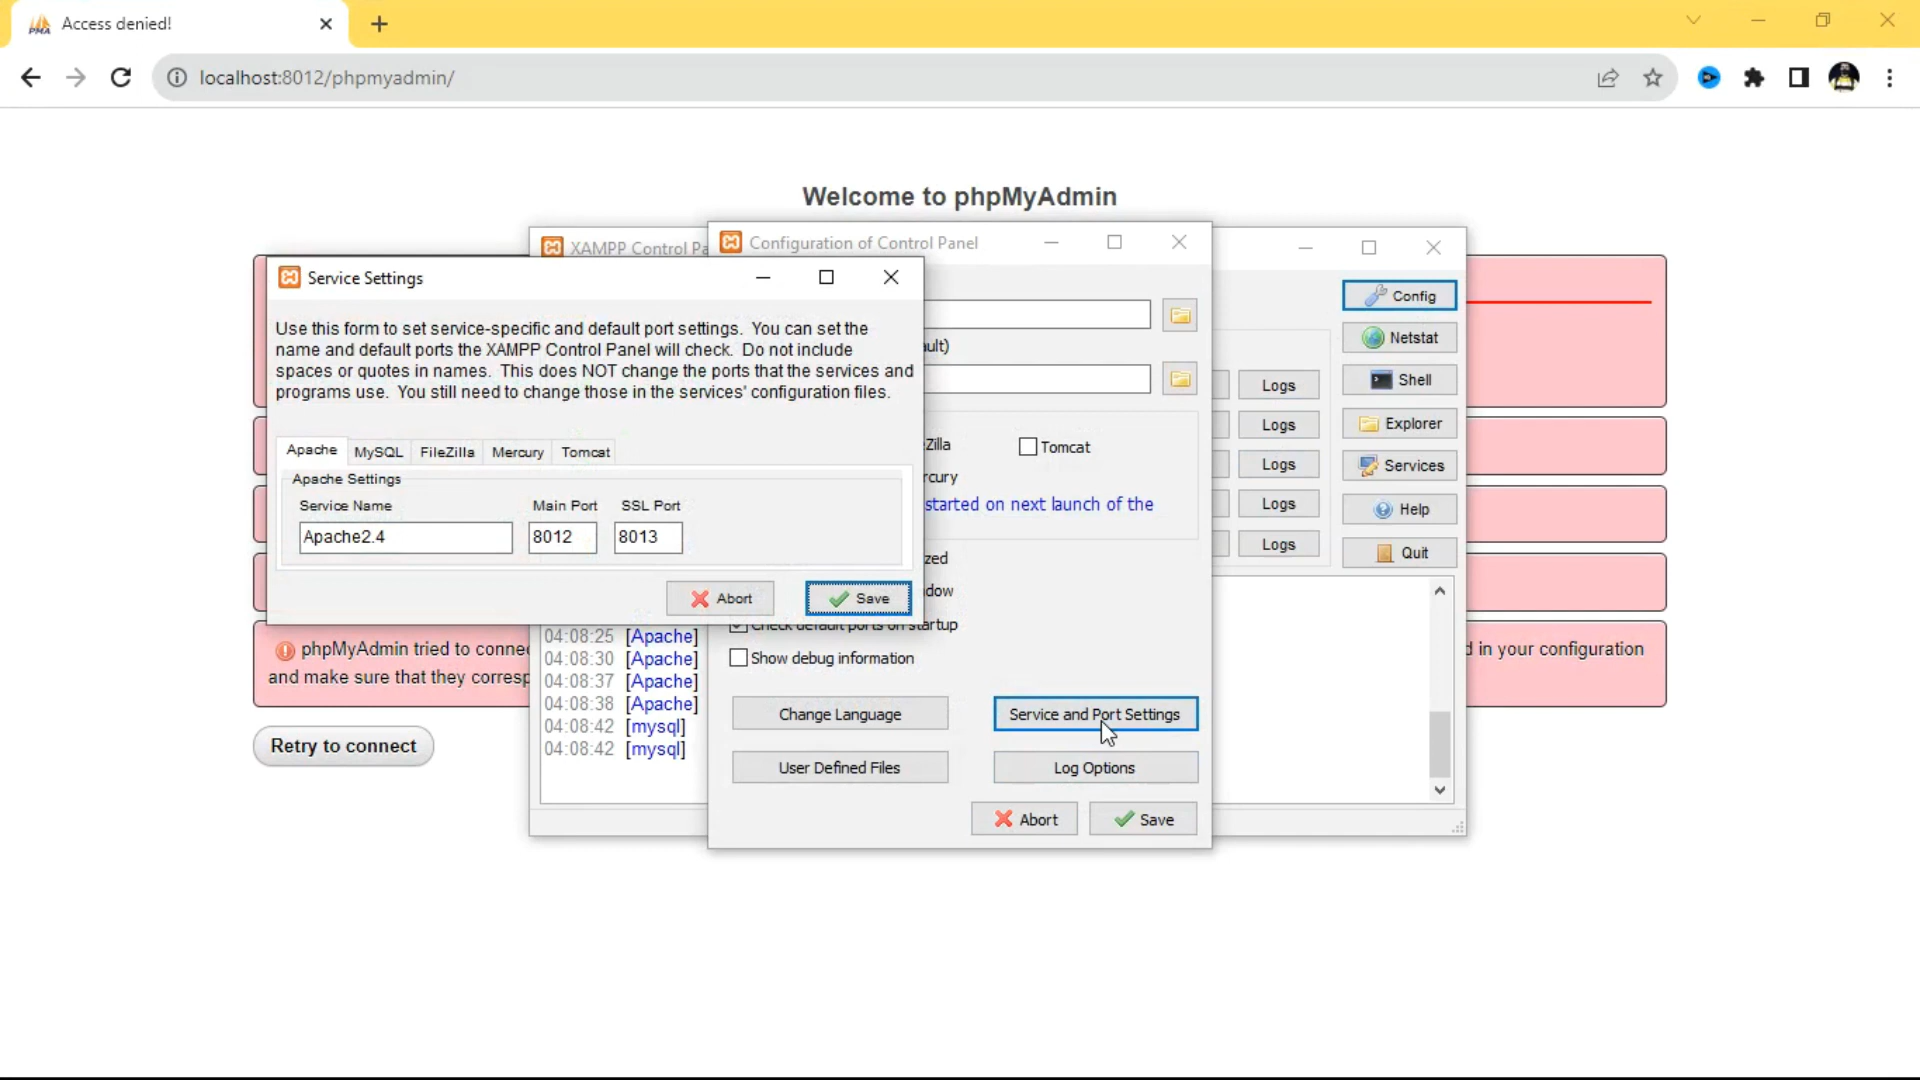 Access denied!
localhost:8012/phpmyadmin/
Welcome to phpMyAdmin
XAMPP Control Pa
Configuration of Control Panel
Service Settings
Use this form to set service-specific and default port settings. You can set the
name and default ports the XAMPP Control Panel will check. Do not include
spaces or quotes in names. This does NOT change the ports that the services and
programs use. You still need to change those in the services' configuration files.
Apache MySQL FileZilla Mercury Tomcat
Apache Settings
Service Name Main Port SSL Port
Apache2.4 8012 8013
Abort Save
ault)
Zilla Tomcat
rcury
started on next launch of the
zed
dow
Check default ports on startup
Show debug information
Change Language Service and Port Settings
User Defined Files Log Options
Abort Save
Logs
Logs
Logs
Logs
Logs
Config
Netstat
Shell
Explorer
Services
Help
Quit
04:08:25 [Apache]
04:08:30 [Apache]
04:08:37 [Apache]
04:08:38 [Apache]
04:08:42 [mysql]
04:08:42 [mysql]
phpMyAdmin tried to conne
and make sure that they corresp
d in your configuration
Retry to connect